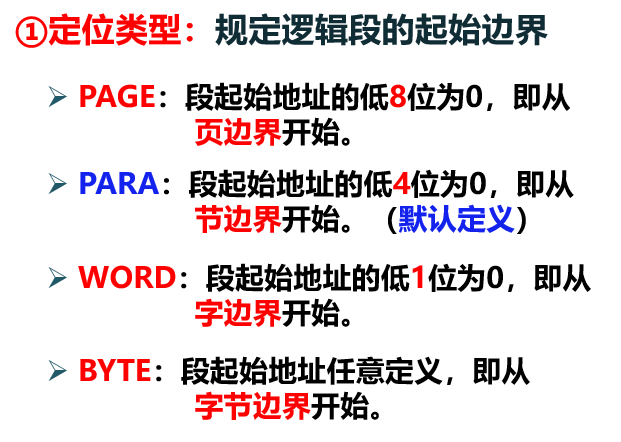 ①定位类型：规定逻辑段的起始边界
➢ PAGE：段起始地址的低8位为0，即从
页边界开始。
➢ PARA：段起始地址的低4位为0，即从
节边界开始。（默认定义）
➢ WORD：段起始地址的低1位为0，即从
字边界开始。
➢ BYTE：段起始地址任意定义，即从
字节边界开始。